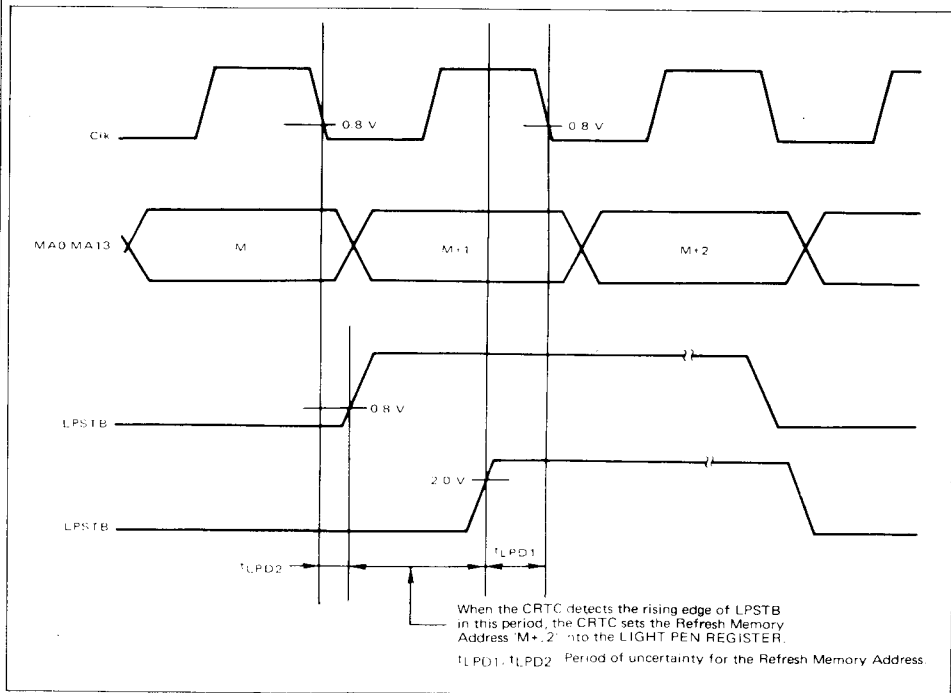 0.8 V
0.8 V
Clk
MA0 MA13
M
M+1
M+2
0.8 V
LPSTB
2.0 V
LPSTB
tLPD1
tLPD2
When the CRTC detects the rising edge of LPSTB
in this period, the CRTC sets the Refresh Memory
Address 'M+.2' into the LIGHT PEN REGISTER.
tLPD1, tLPD2 Period of uncertainty for the Refresh Memory Address.